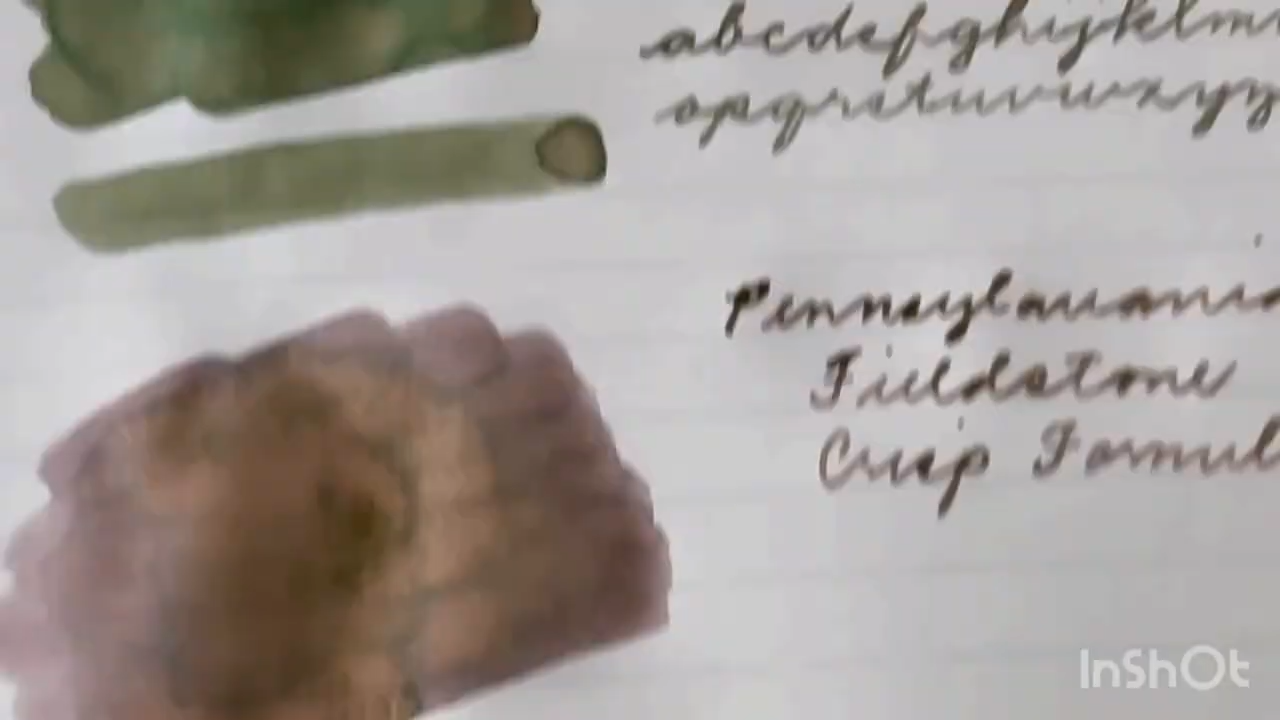 abcdefghijklm
opqrstuvwxyz
Pennsylvania
Fieldstone
Crisp Formul
InShOt